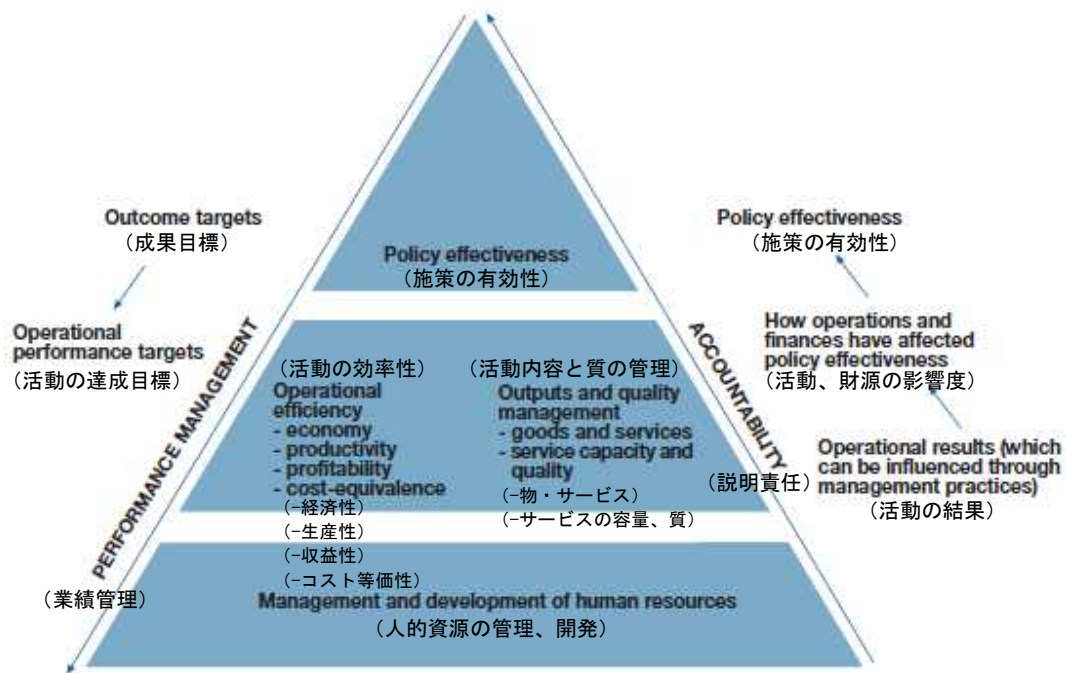 Outcome targets
（成果目標）
Operational
performance targets
（活動の達成目標）
PERFORMANCE MANAGEMENT
（業績管理）
Policy effectiveness
（施策の有効性）
（活動の効率性）
Operational
efficiency
- economy
- productivity
- profitability
- cost-equivalence
（-経済性）
（-生産性）
（-収益性）
（-コスト等価性）
（活動内容と質の管理）
Outputs and quality
management
- goods and services
- service capacity and
quality
（-物・サービス）
（-サービスの容量、質）
Management and development of human resources
（人的資源の管理、開発）
ACCOUNTABILITY
（説明責任）
Policy effectiveness
（施策の有効性）
How operations and
finances have affected
policy effectiveness
（活動、財源の影響度）
Operational results (which
can be influenced through
management practices)
（活動の結果）